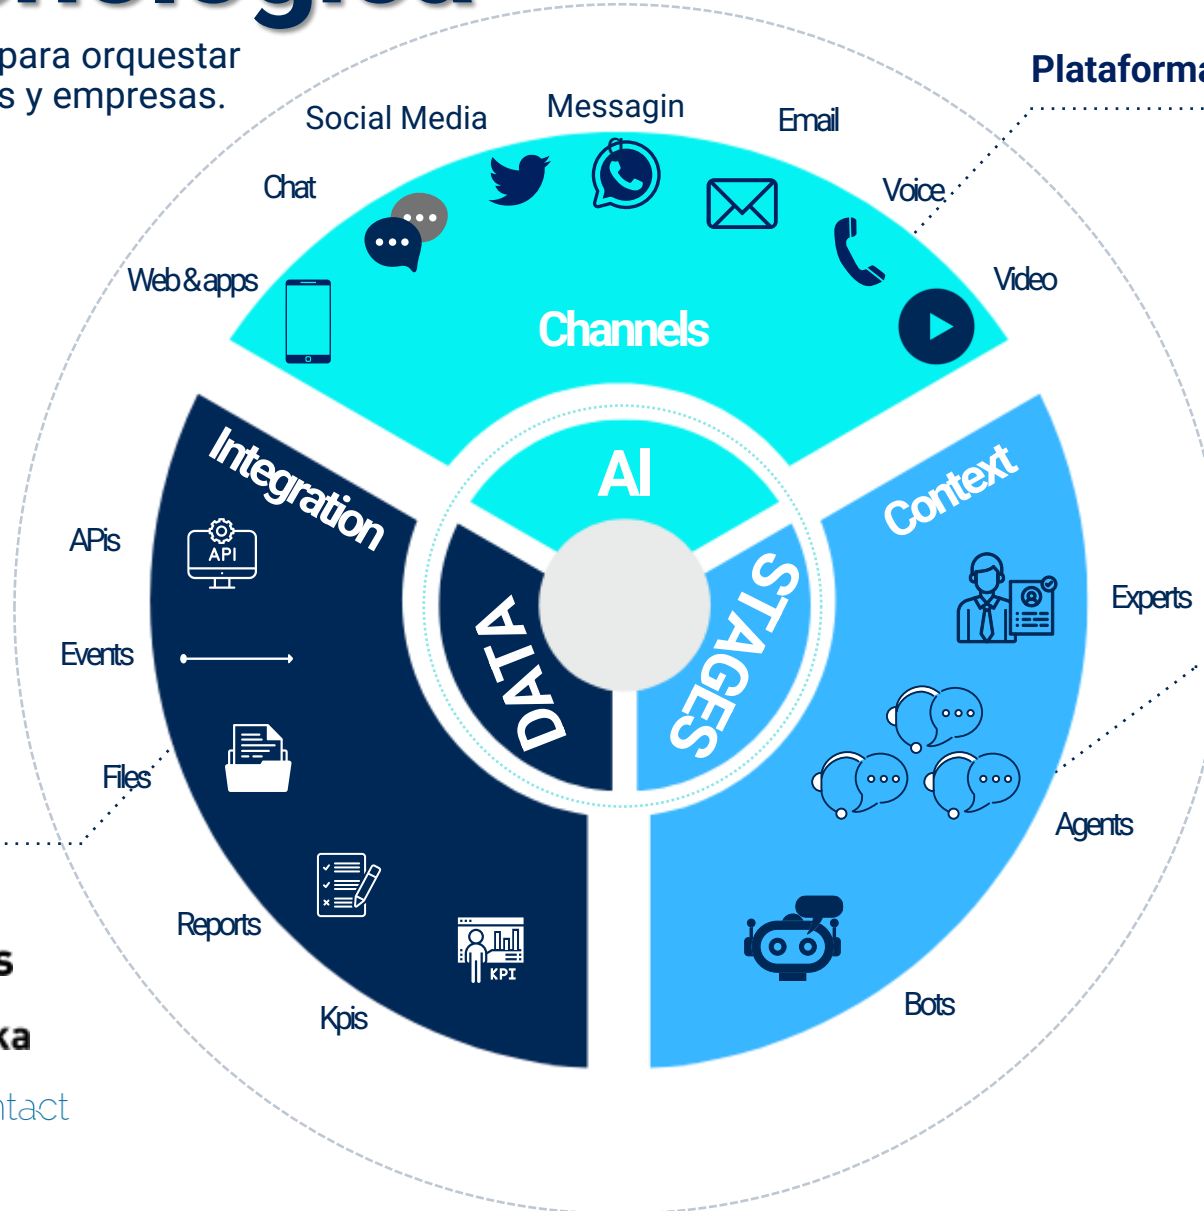 nológica
para orquestar
s y empresas.
Plataforma
Social Media
Messagin
Email
Chat
Voice
Web & apps
Video
Channels
AI
Integration
Context
APis
API
Experts
DATA
STAGES
Events
Files
Agents
Reports
KPI
Kpis
Bots
s
ka
ntact